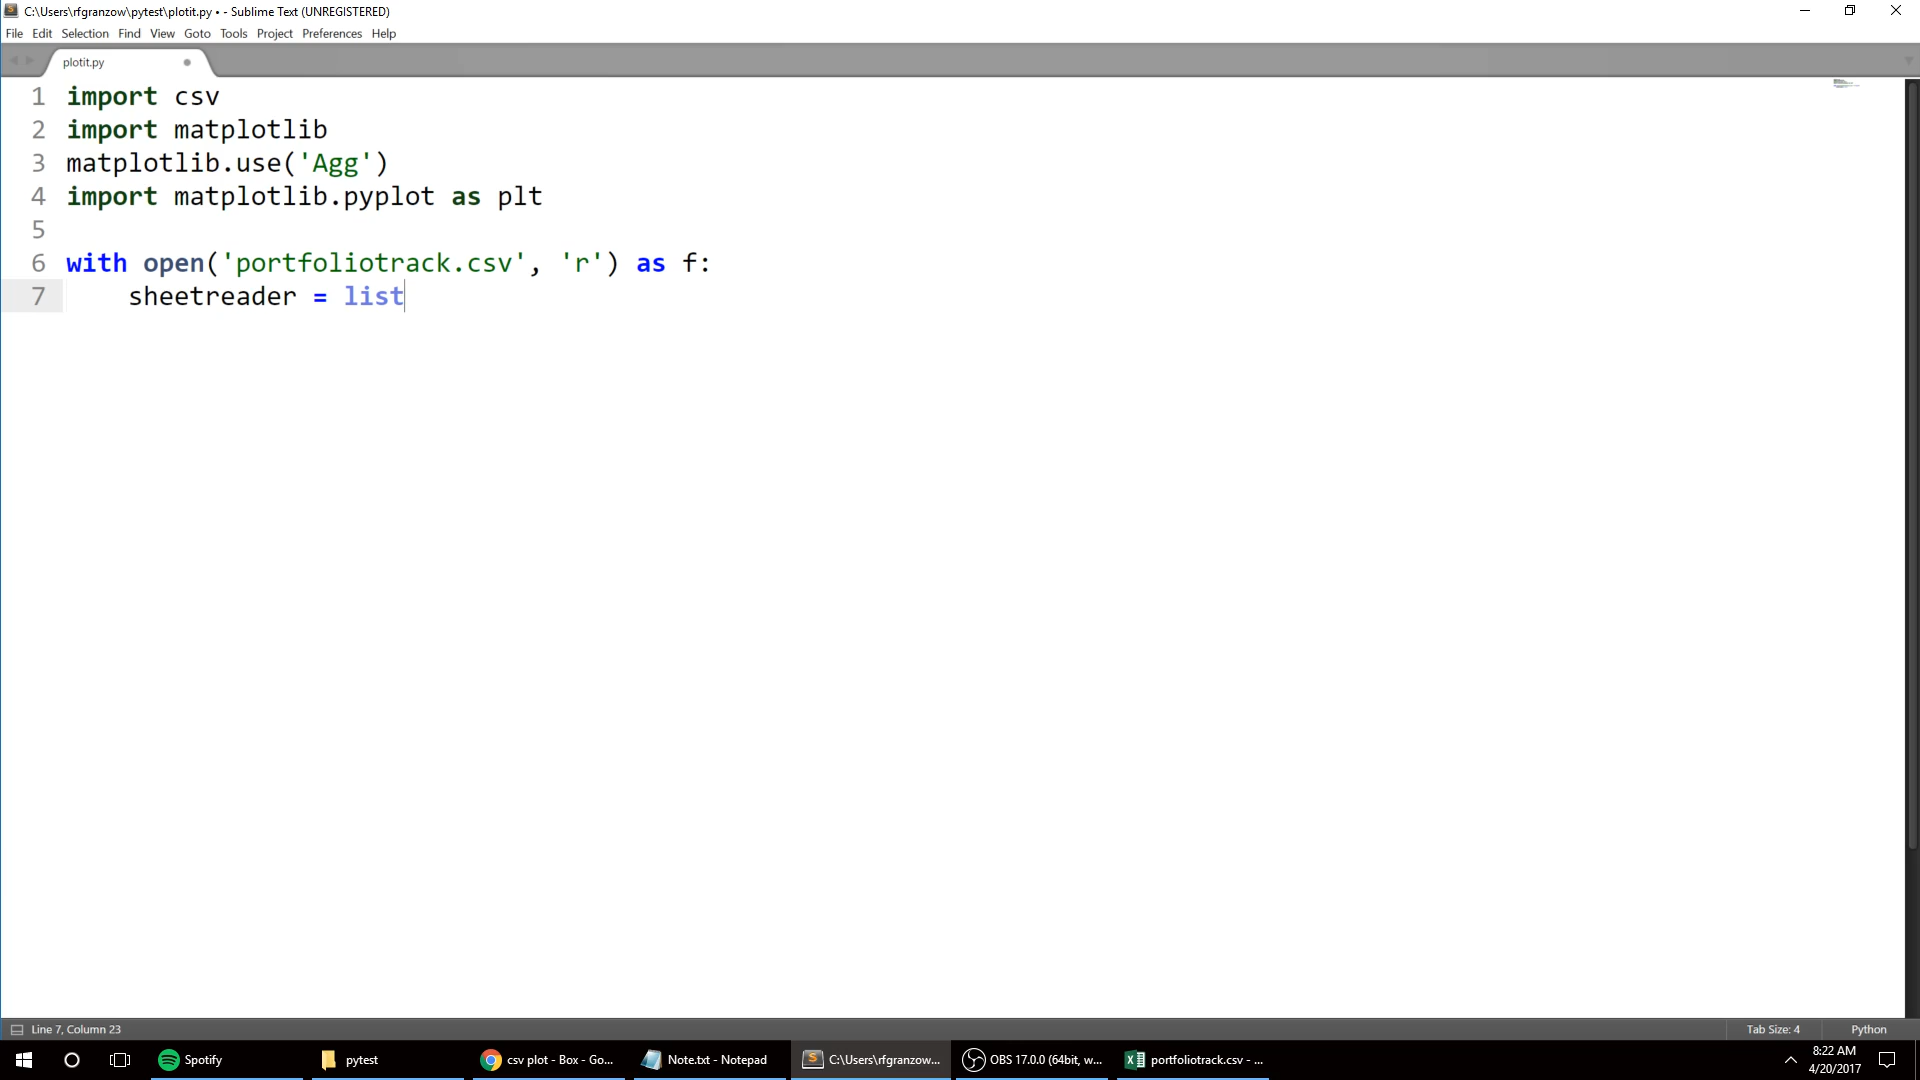 C:\Users\rfgranzow\pytest\plotit.py • - Sublime Text (UNREGISTERED)
File Edit Selection Find View Goto Tools Project Preferences Help
plotit.py
1 import csv
2 import matplotlib
3 matplotlib.use('Agg')
4 import matplotlib.pyplot as plt
5
6 with open('portfoliotrack.csv', 'r') as f:
7     sheetreader = list
Line 7, Column 23 Tab Size: 4 Python
Spotify pytest csv plot - Box - Go... Note.txt - Notepad C:\Users\rfgranzow... OBS 17.0.0 (64bit, w... portfoliotrack.csv - ... 8:22 AM
4/20/2017